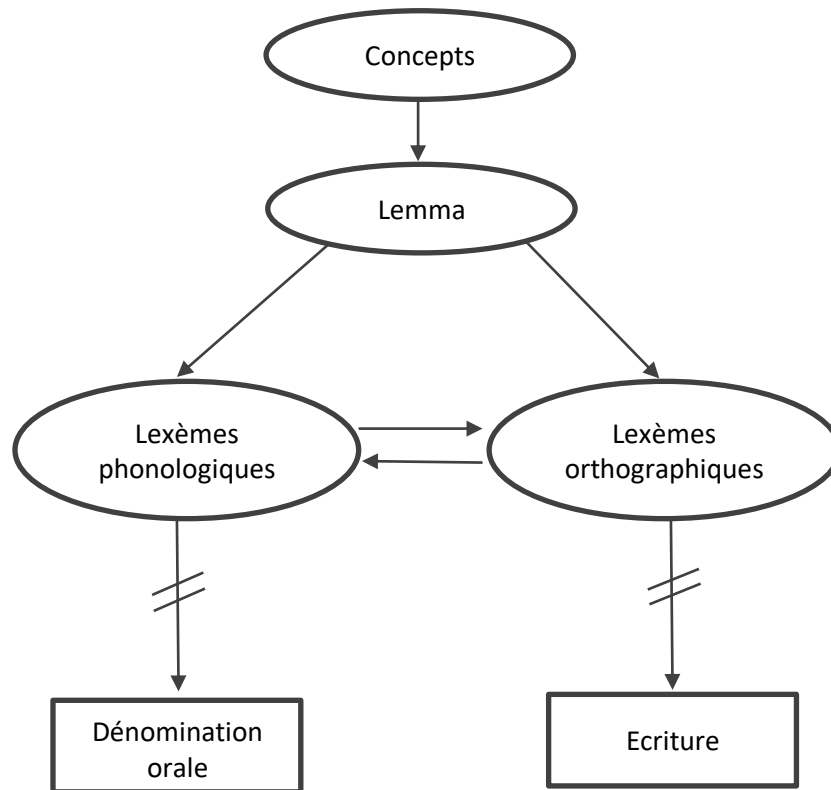 Concepts
Lemma
Lexèmes
phonologiques
Lexèmes
orthographiques
Dénomination
orale
Ecriture